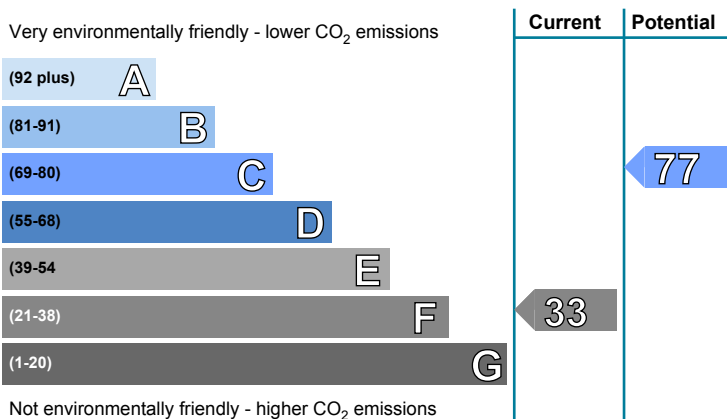 Current Potential
Very environmentally friendly - lower CO2 emissions
(92 plus) A
(81-91) B
(69-80) C
77
(55-68) D
(39-54 E
(21-38) F
33
(1-20) G
Not environmentally friendly - higher CO2 emissions